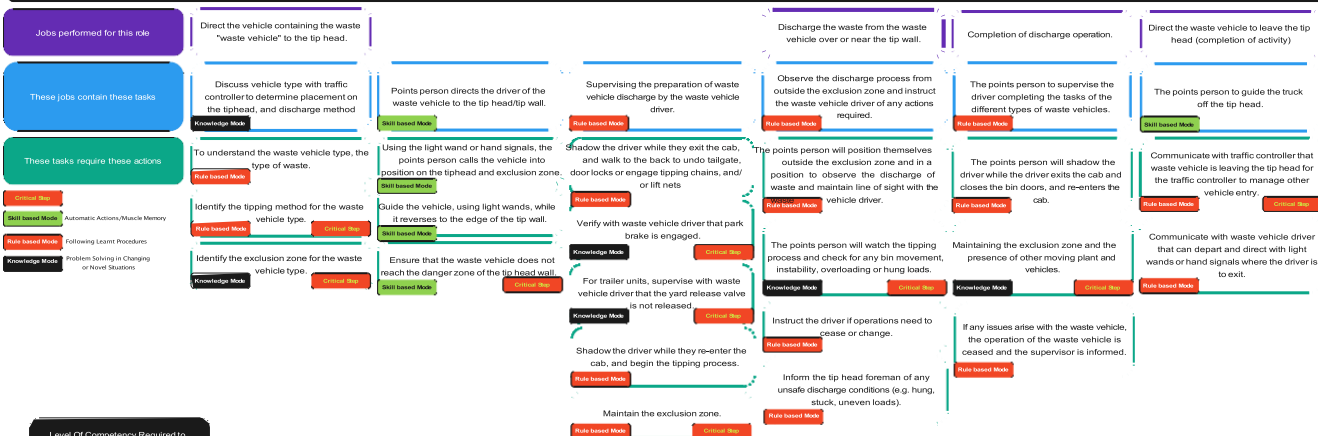 Jobs performed for this role
Direct the vehicle containing the waste
"waste vehicle" to the tip head.
Discharge the waste from the waste
vehicle over or near the tip wall.
Completion of discharge operation.
Direct the waste vehicle to leave the tip
head (completion of activity)
These jobs contain these tasks
Discuss vehicle type with traffic
controller to determine placement on
the tiphead, and discharge method
Knowledge Mode
Points person directs the driver of the
waste vehicle to the tip head/tip wall.
Skill based Mode
Supervising the preparation of waste
vehicle discharge by the waste vehicle
driver.
Rule based Mode
Observe the discharge process from
outside the exclusion zone and instruct
the waste vehicle driver of any actions
required.
Rule based Mode
The points person to supervise the
driver completing the tasks of the
different types of waste vehicles.
Rule based Mode
The points person to guide the truck
off the tip head.
Skill based Mode
These tasks require these actions
To understand the waste vehicle type, the
type of waste.
Rule based Mode
Identify the tipping method for the waste
vehicle type.
Rule based Mode
Critical Step
Identify the exclusion zone for the waste
vehicle type.
Knowledge Mode
Critical Step
Using the light wand or hand signals, the
points person calls the vehicle into
position on the tiphead and exclusion zone.
Skill based Mode
Guide the vehicle, using light wands, while
it reverses to the edge of the tip wall.
Skill based Mode
Ensure that the waste vehicle does not
reach the danger zone of the tip head wall.
Skill based Mode
Critical Step
Shadow the driver while they exit the cab,
and walk to the back to undo tailgate,
door locks or engage tipping chains, and/
or lift nets
Rule based Mode
Verify with waste vehicle driver that park
brake is engaged.
Knowledge Mode
Critical Step
For trailer units, supervise with waste
vehicle driver that the yard release valve
is not released
Knowledge Mode
Critical Step
Shadow the driver while they re-enter the
cab, and begin the tipping process.
Rule based Mode
Maintain the exclusion zone.
Rule based Mode
Critical Step
The points person will position themselves
outside the exclusion zone and in a
position to observe the discharge of
waste and maintain line of sight with the
waste
vehicle driver.
Rule based Mode
The points person will watch the tipping
process and check for any bin movement,
instability, overloading or hung loads.
Knowledge Mode
Critical Step
Instruct the driver if operations need to
cease or change.
Rule based Mode
Inform the tip head foreman of any
unsafe discharge conditions (e.g. hung,
stuck, uneven loads).
Rule based Mode
The points person will shadow the
driver while the driver exits the cab and
closes the bin doors, and re-enters the
cab.
Rule based Mode
Maintaining the exclusion zone and the
presence of other moving plant and
vehicles.
Knowledge Mode
Critical Step
If any issues arise with the waste vehicle,
the operation of the waste vehicle is
ceased and the supervisor is informed.
Rule based Mode
Communicate with traffic controller that
waste vehicle is leaving the tip head for
the traffic controller to manage other
vehicle entry.
Rule based Mode
Critical Step
Communicate with waste vehicle driver
that can depart and direct with light
wands or hand signals where the driver is
to exit.
Rule based Mode
Critical Step
Skill based Mode Automatic Actions/Muscle Memory
Rule based Mode Following Learnt Procedures
Knowledge Mode Problem Solving in Changing
or Novel Situations
Level Of Competency Required to